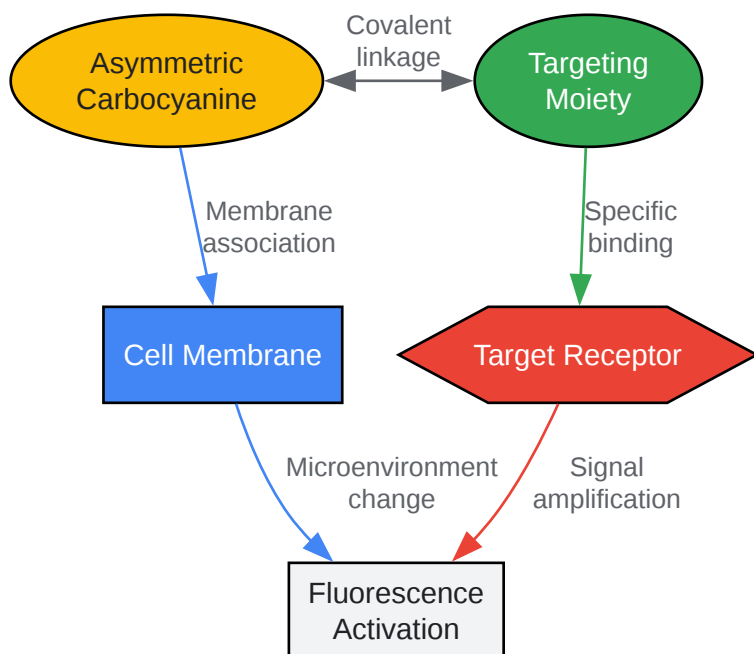 Covalent
linkage
Asymmetric
Carbocyanine
Targeting
Moiety
Membrane
association
Specific
binding
Cell Membrane
Target Receptor
Microenvironment
change
Signal
amplification
Fluorescence
Activation